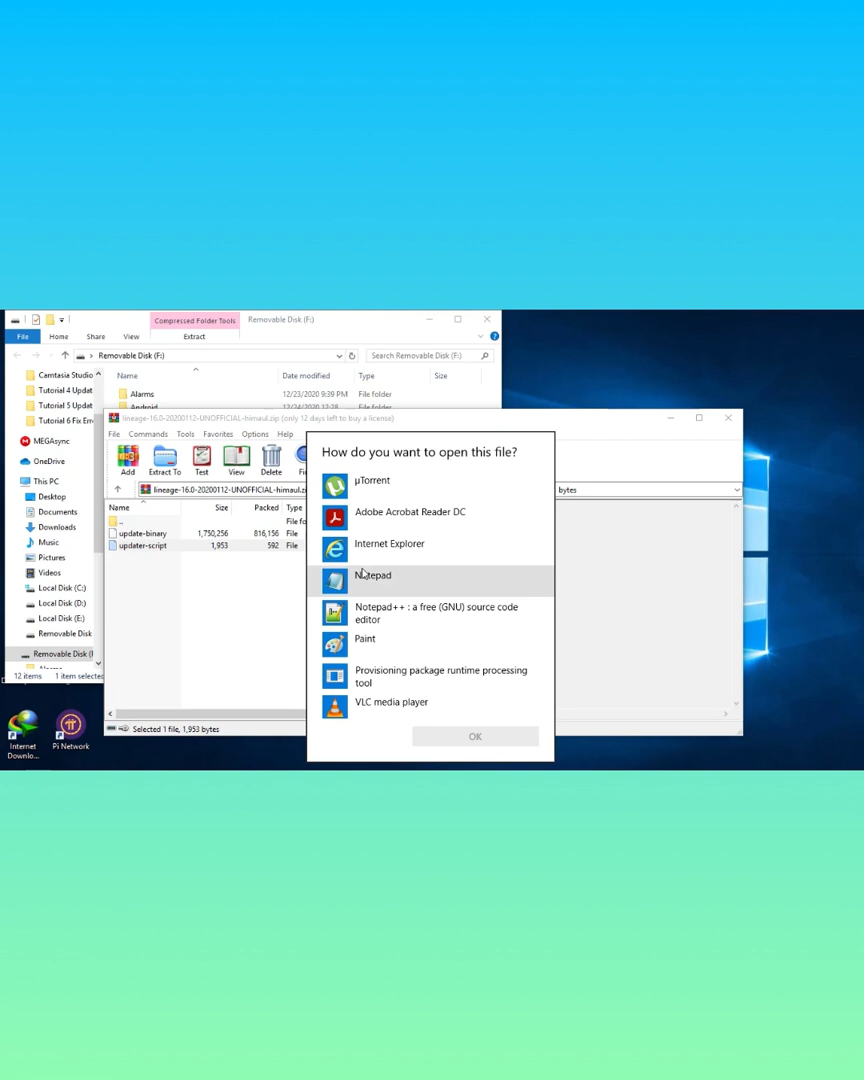 Compressed Folder Tools
Removable Disk (F:)
File
Home
Share
View
Extract
Removable Disk (F:)
Search Removable Disk (F:)
Name
Date modified
Type
Size
Camtasia Studio
Tutorial 4 Updat
Tutorial 5 Updat
Tutorial 6 Fix Err
MEGAsync
OneDrive
This PC
Desktop
Documents
Downloads
Music
Pictures
Videos
Local Disk (C:)
Local Disk (D:)
Local Disk (E:)
Removable Disk
Removable Disk (
Alarms
12/23/2020 9:39 PM
File folder
12 items
1 item selected
lineage-16.0-20200112-UNOFFICIAL-himaul.zip (only 12 days left to buy a license)
File
Commands
Tools
Favorites
Options
Help
Add
Extract To
Test
View
Delete
lineage-16.0-20200112-UNOFFICIAL-himaul.zi
bytes
Name
Size
Packed
Type
..
File fo
update-binary
1,750,256
816,156
File
updater-script
1,953
592
File
Selected 1 file, 1,953 bytes
How do you want to open this file?
µTorrent
Adobe Acrobat Reader DC
Internet Explorer
Notepad
Notepad++ : a free (GNU) source code
editor
Paint
Provisioning package runtime processing
tool
VLC media player
OK
Internet
Downlo...
Pi Network